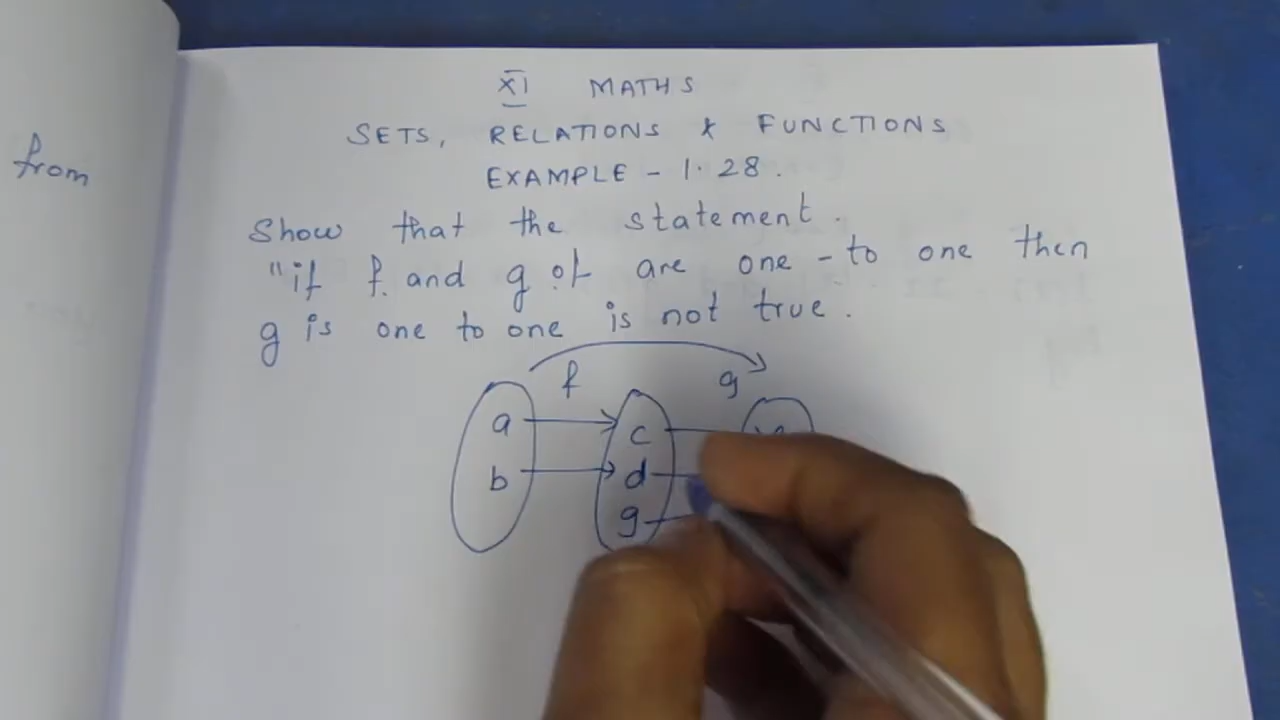 from
XI MATHS
SETS, RELATIONS & FUNCTIONS
EXAMPLE - 1.28.
Show that the statement.
"if f and gof are one-to one then
g is one to one is not true.
f g
a c
b d
g